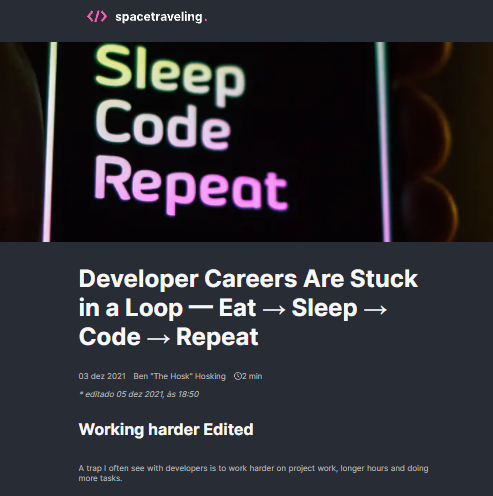 </> spacetraveling.
Sleep
Code
Repeat
Developer Careers Are Stuck
in a Loop — Eat → Sleep →
Code → Repeat
03 dez 2021 Ben "The Hosk" Hosking 2 min
* editado 05 dez 2021, às 18:50
Working harder Edited
A trap I often see with developers is to work harder on project work, longer hours and doing
more tasks.